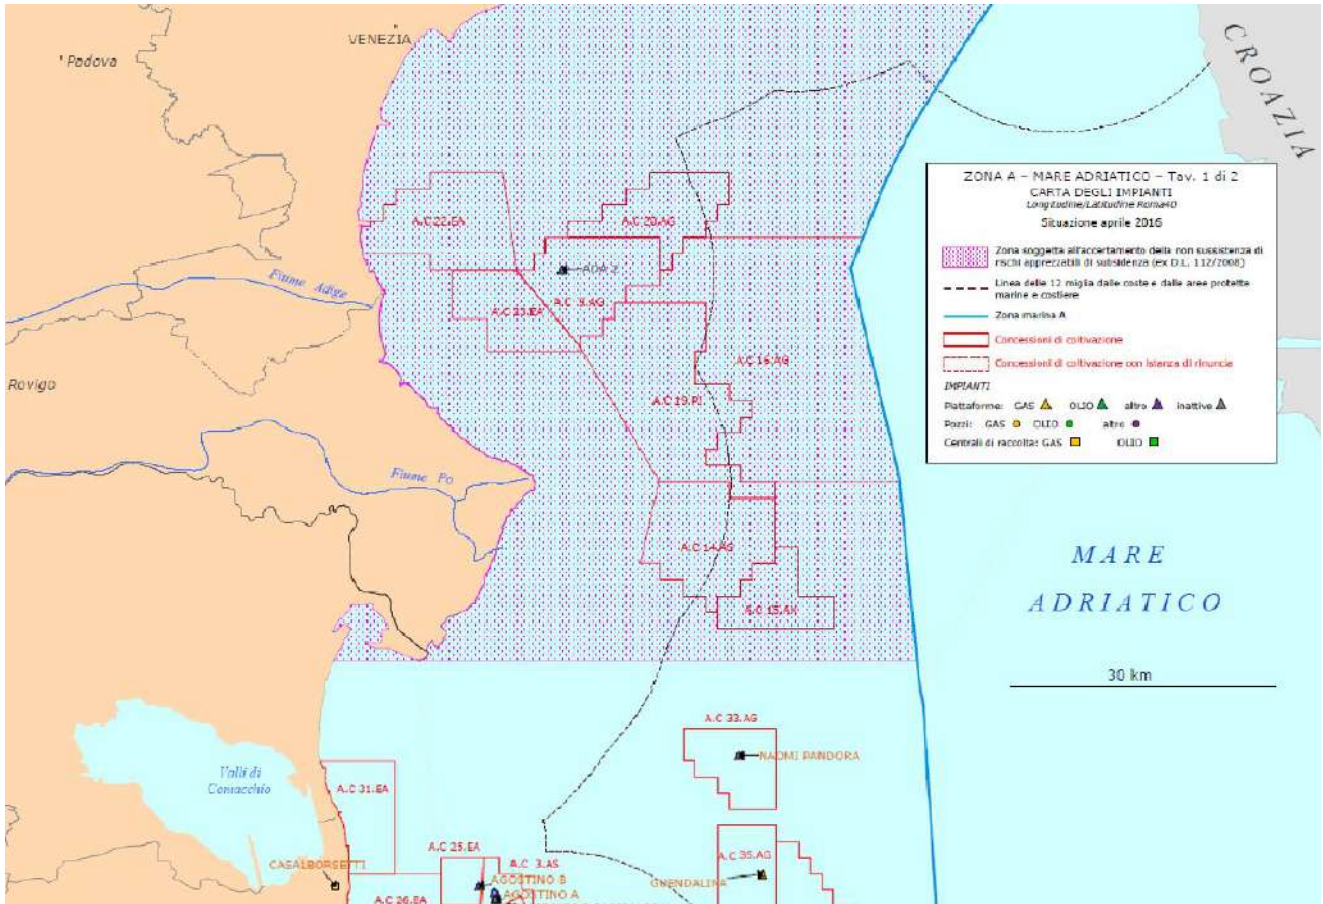 VENEZIA
Padova
CROAZIA
ZONA A – MARE ADRIATICO – Tav. 1 di 2
CARTA DEGLI IMPIANTI
Longitudine/Latitudine Roma40
Situazione aprile 2016
Zona soggetta all'accertamento della non sussistenza di
rischi apprezzabili di subsidenza (ex D.L. 112/2008)
Linea delle 12 miglia dalle coste e dalle aree protette
marine e costiere
Zona marina A
Concessioni di coltivazione
Concessioni di coltivazione con istanza di rinuncia
IMPIANTI
Piattaforme: GAS OLIO altro inattive
Pozzi: GAS OLIO altro
Centrali di raccolta: GAS OLIO
A.C 22.EA
A.C 20.AG
ADA 2
Fiume Adige
A.C 9.AG
A.C 23.EA
A.C 16.AG
Rovigo
A.C 19.PI
Fiume Po
A.C 14.AG
MARE
ADRIATICO
A.C 15.AX
30 km
A.C 33.AG
NAOMI PANDORA
Valli di
Comacchio
A.C 31.EA
A.C 25.EA
A.C 3.AS
A.C 35.AG
CASALBORSETTI
AGOSTINO B
GUENDALINA
AGOSTINO A
A.C 26.EA